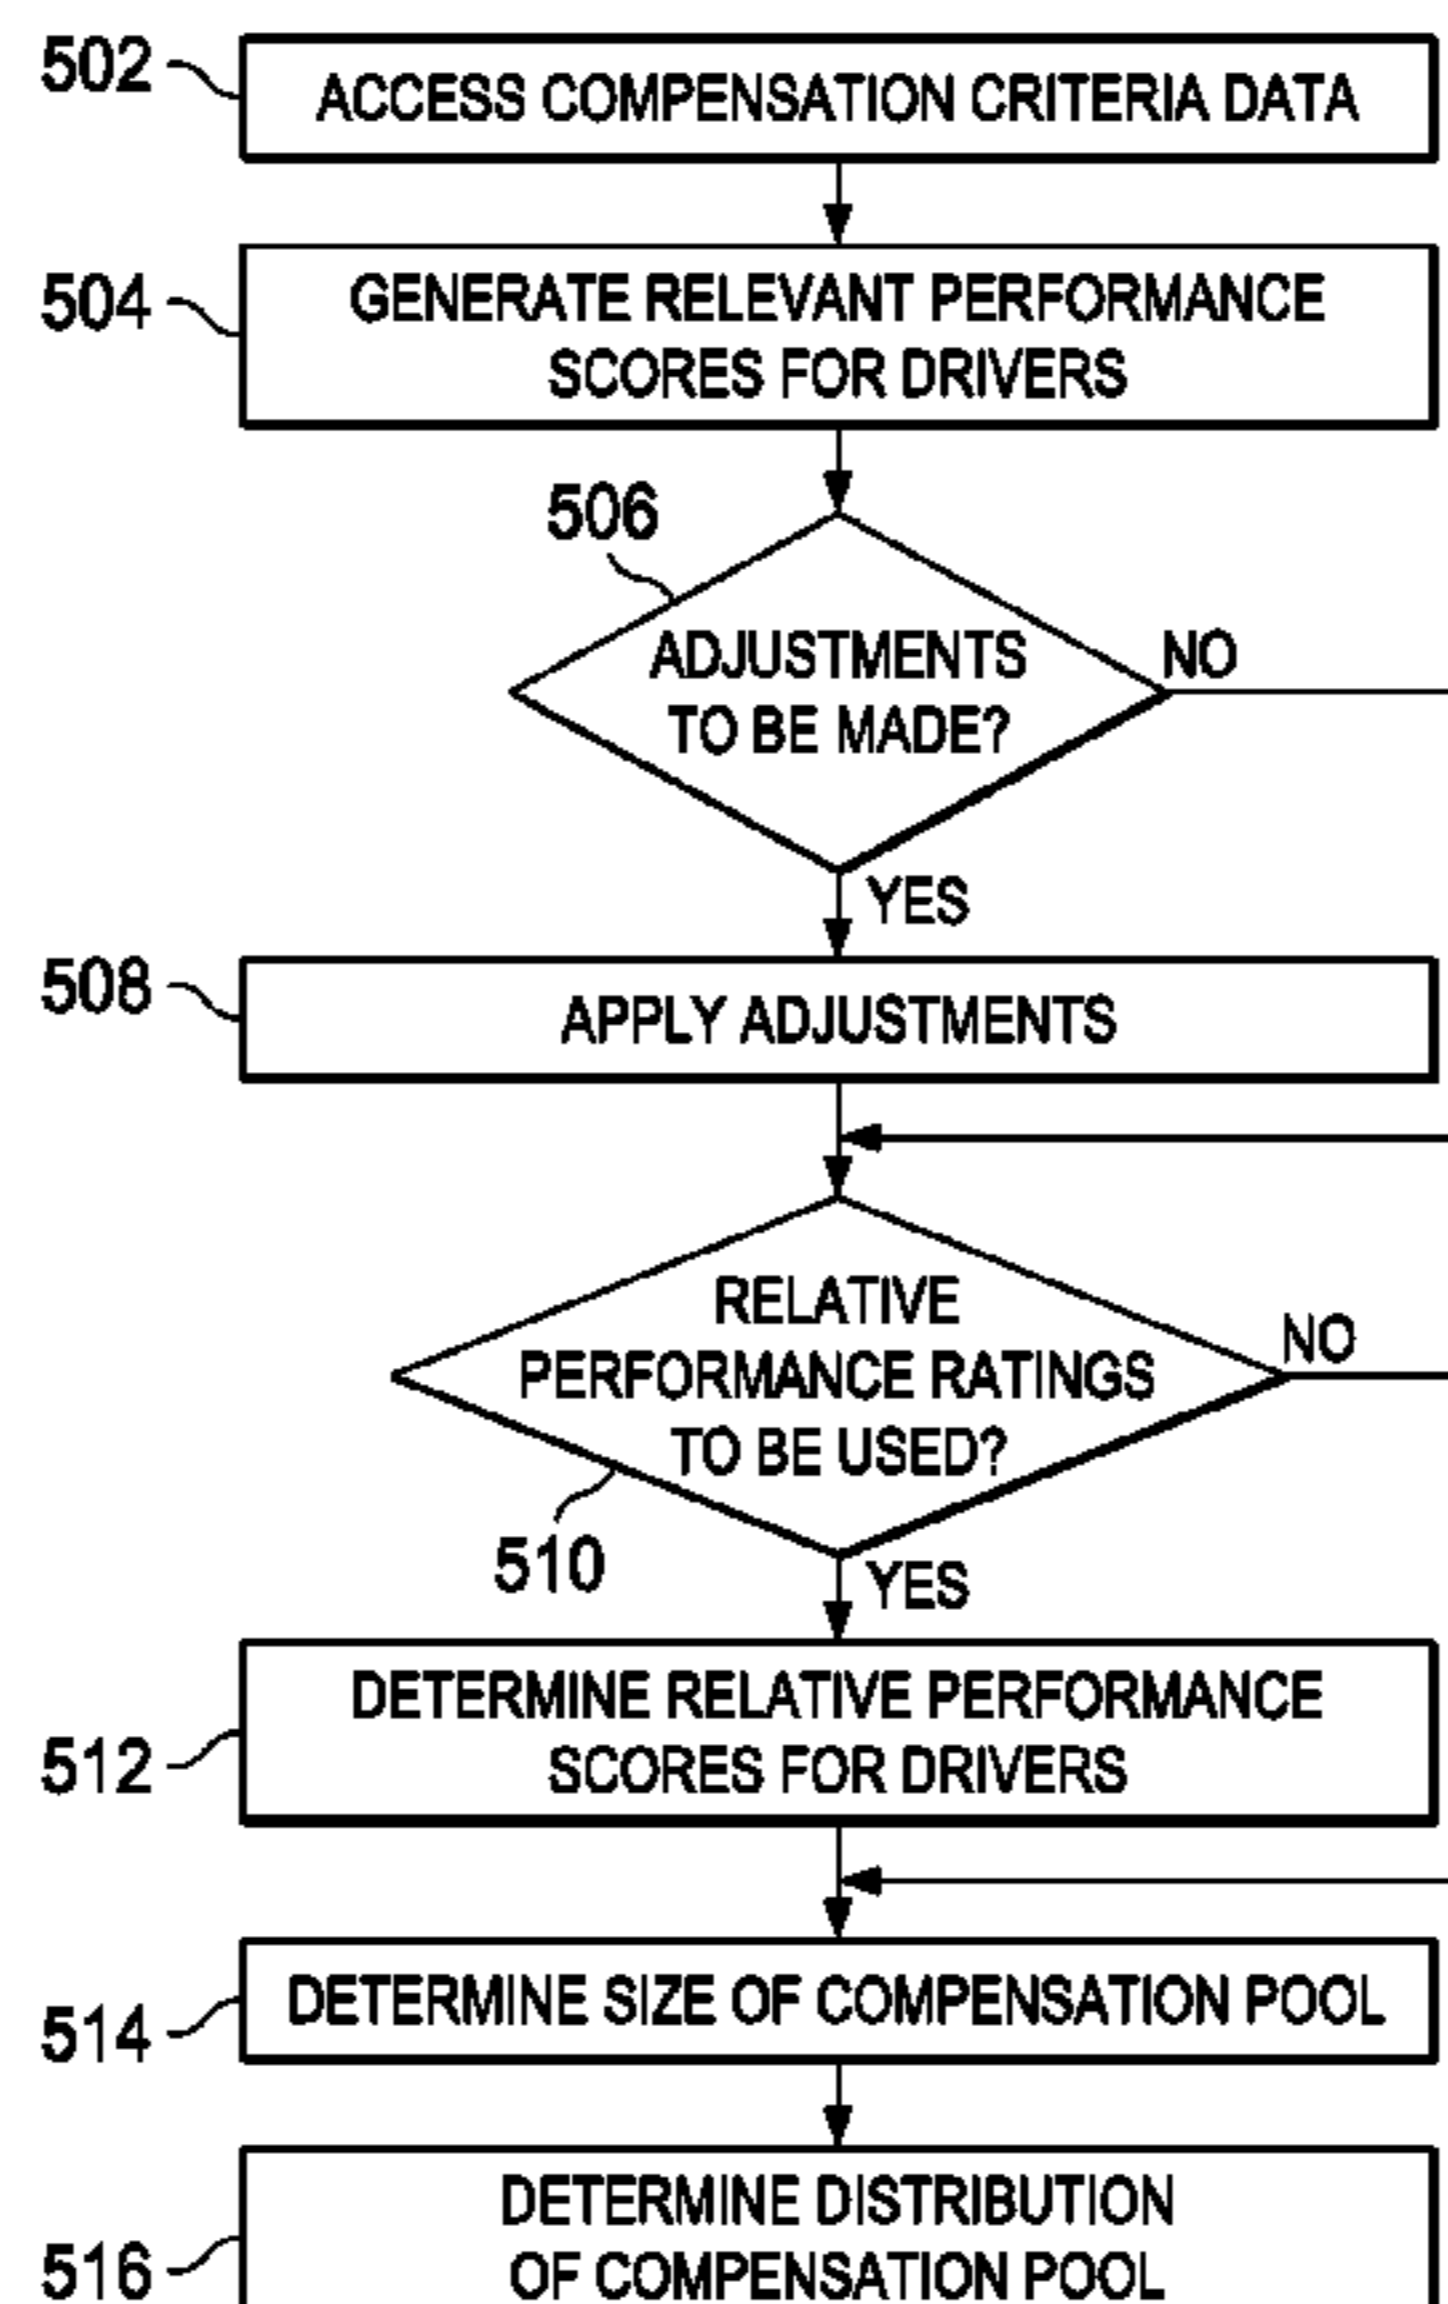 502
ACCESS COMPENSATION CRITERIA DATA
504
GENERATE RELEVANT PERFORMANCE
SCORES FOR DRIVERS
506
ADJUSTMENTS
TO BE MADE?
NO
YES
508
APPLY ADJUSTMENTS
RELATIVE
PERFORMANCE RATINGS
TO BE USED?
NO
510
YES
DETERMINE RELATIVE PERFORMANCE
SCORES FOR DRIVERS
512
DETERMINE SIZE OF COMPENSATION POOL
514
DETERMINE DISTRIBUTION
OF COMPENSATION POOL
516